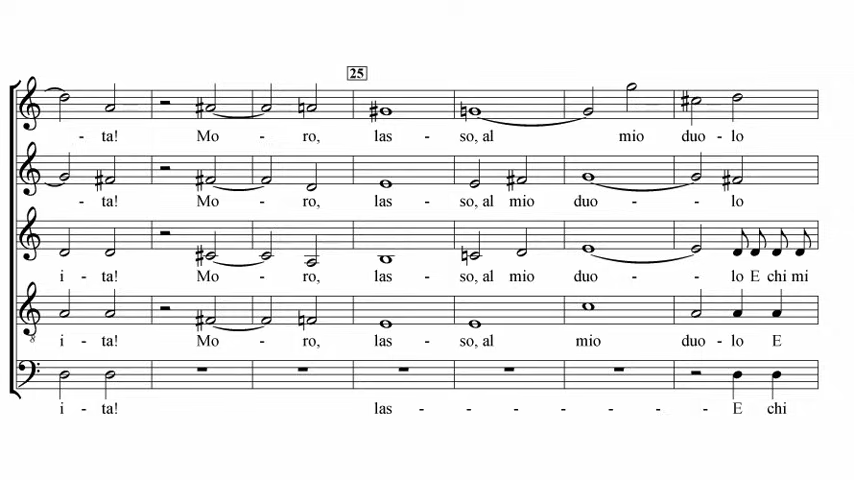 25
- ta! Mo - ro, las - so, al mio duo - lo
- ta! Mo - ro, las - so, al mio duo - - lo
i - ta! Mo - ro, las - so, al mio duo - - lo E chi mi
8
i - ta! Mo - ro, las - so, al mio duo - lo E
i - ta! las - - - - - - - E chi